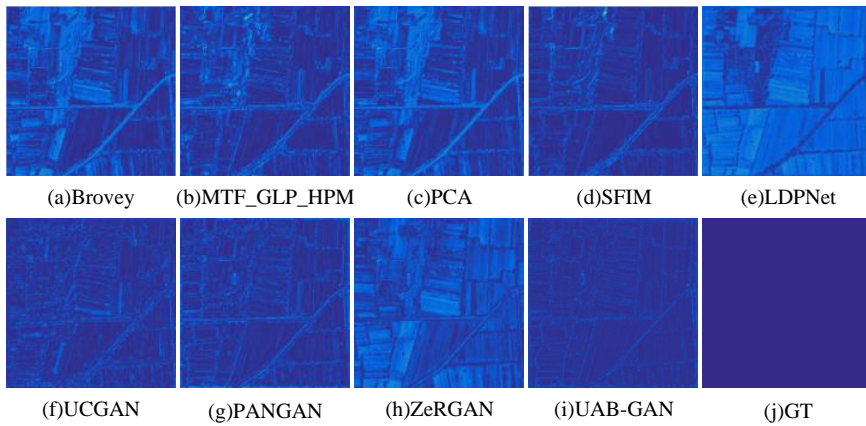 (a)Brovey
(b)MTF_GLP_HPM
(c)PCA
(d)SFIM
(e)LDPNet
(f)UCGAN
(g)PANGAN
(h)ZeRGAN
(i)UAB-GAN
(j)GT